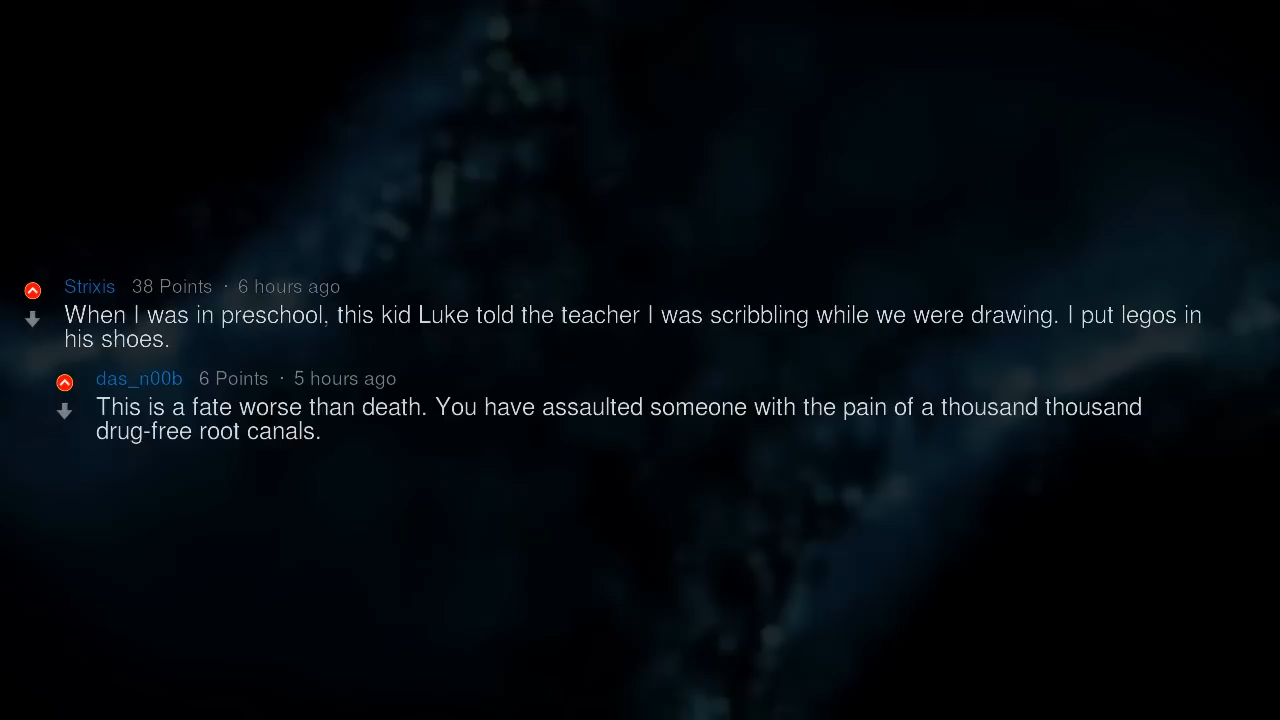 Strixis 38 Points · 6 hours ago
When I was in preschool, this kid Luke told the teacher I was scribbling while we were drawing. I put legos in
his shoes.
das_n00b 6 Points · 5 hours ago
This is a fate worse than death. You have assaulted someone with the pain of a thousand thousand
drug-free root canals.